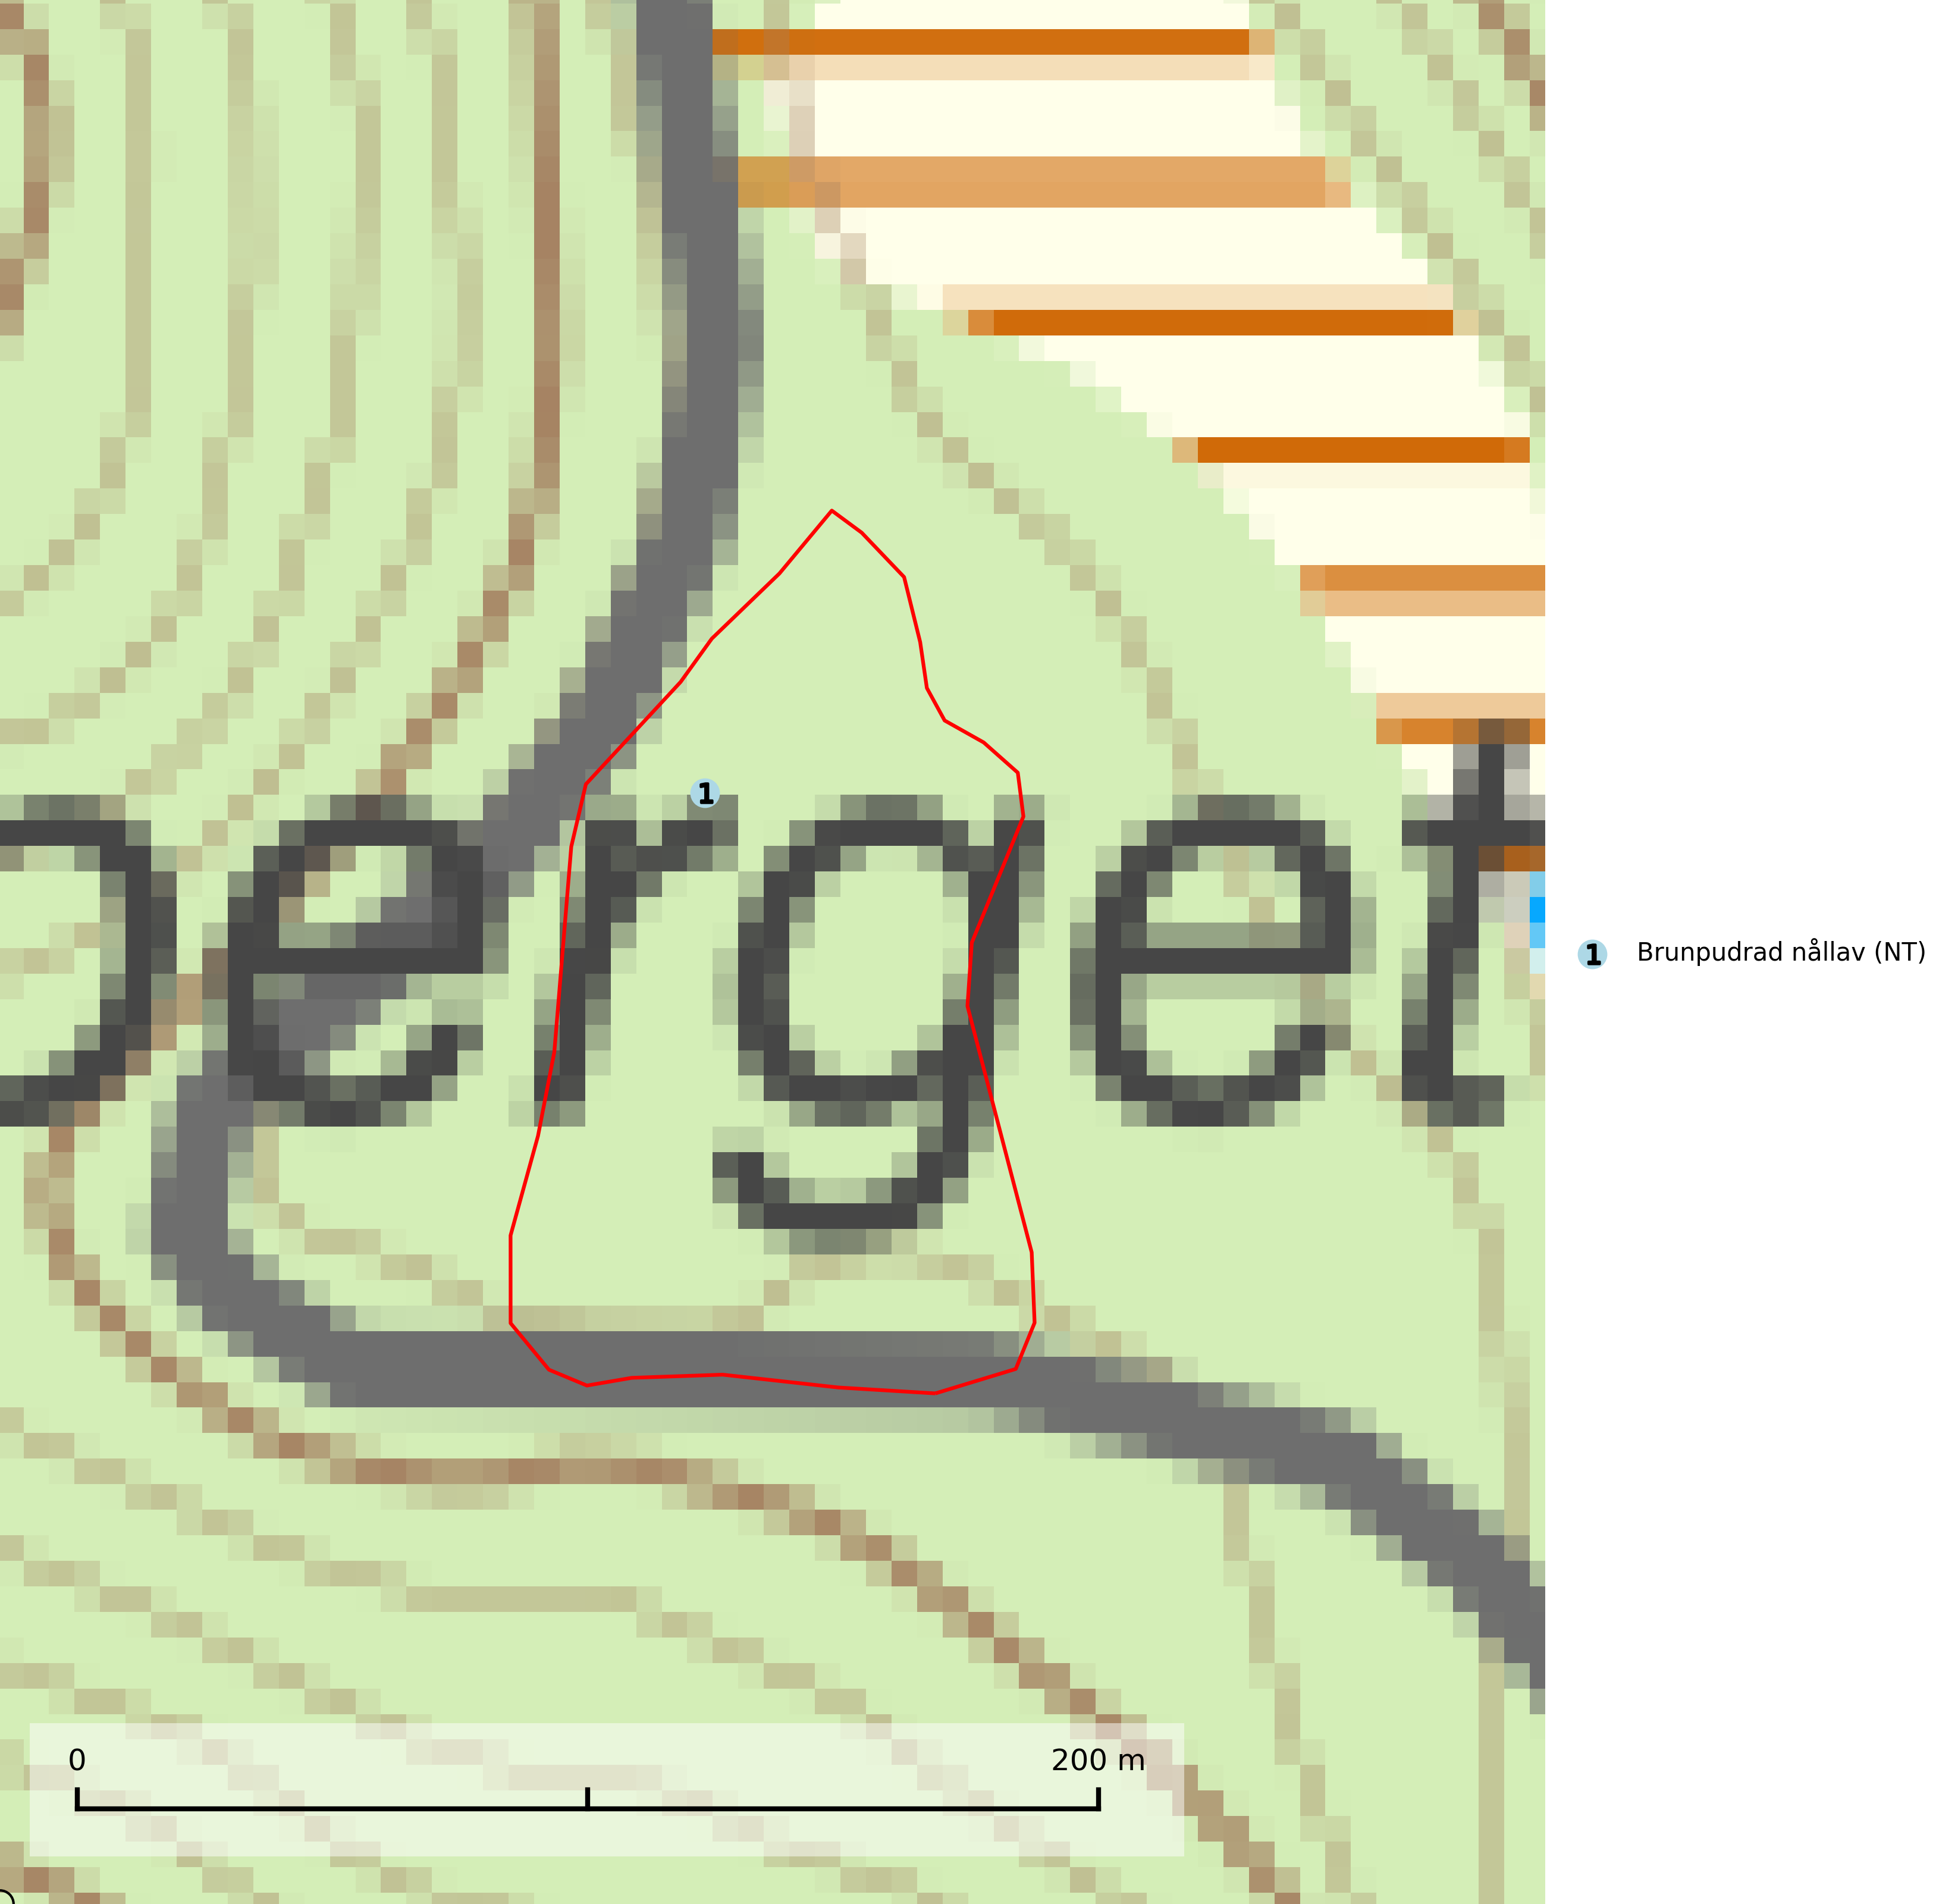 erget
1
1 Brunpudrad nållav (NT)
0 200 m